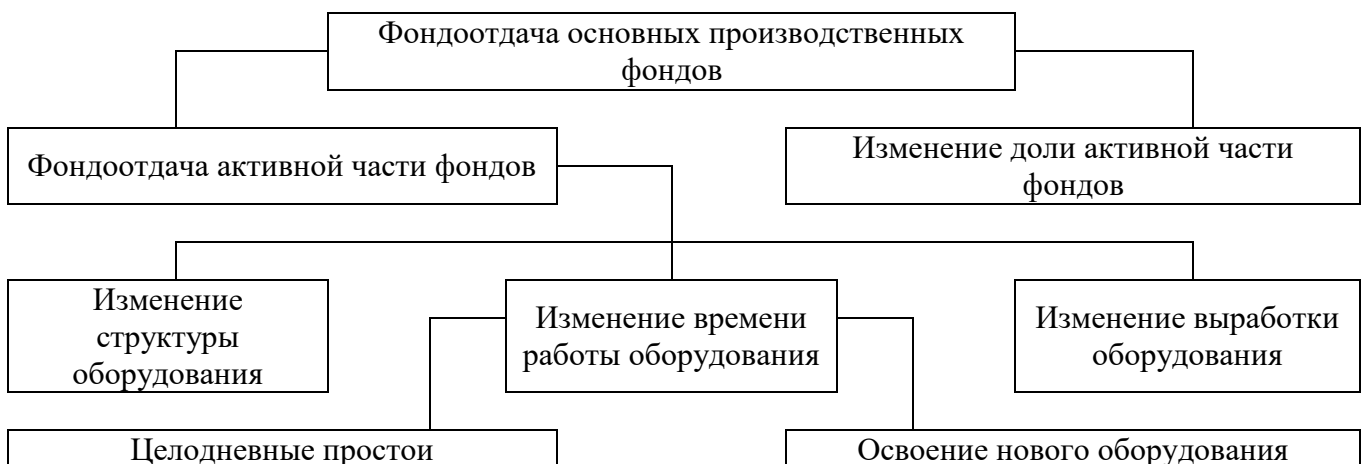 Фондоотдача основных производственных
фондов
Фондоотдача активной части фондов
Изменение доли активной части
фондов
Изменение
структуры
оборудования
Изменение времени
работы оборудования
Изменение выработки
оборудования
Целодневные простои
Освоение нового оборудования